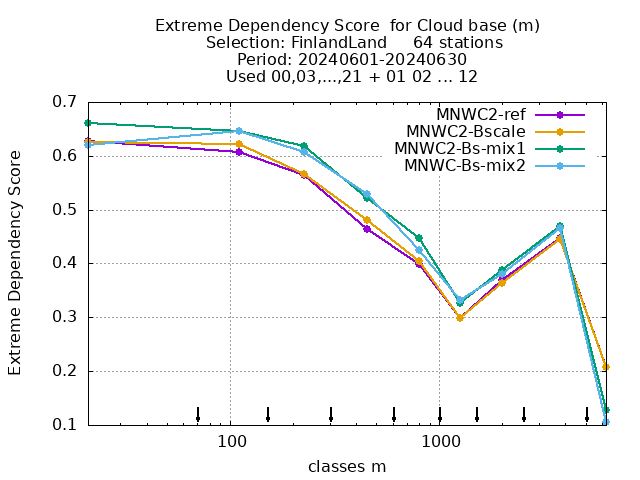 Extreme Dependency Score  for Cloud base (m)
Selection: FinlandLand     64 stations
Period: 20240601-20240630
Used 00,03,...,21 + 01 02 ... 12
MNWC2-ref
MNWC2-Bscale
MNWC2-Bs-mix1
MNWC-Bs-mix2
Extreme Dependency Score
0.7
0.6
0.5
0.4
0.3
0.2
0.1
100 1000
classes m